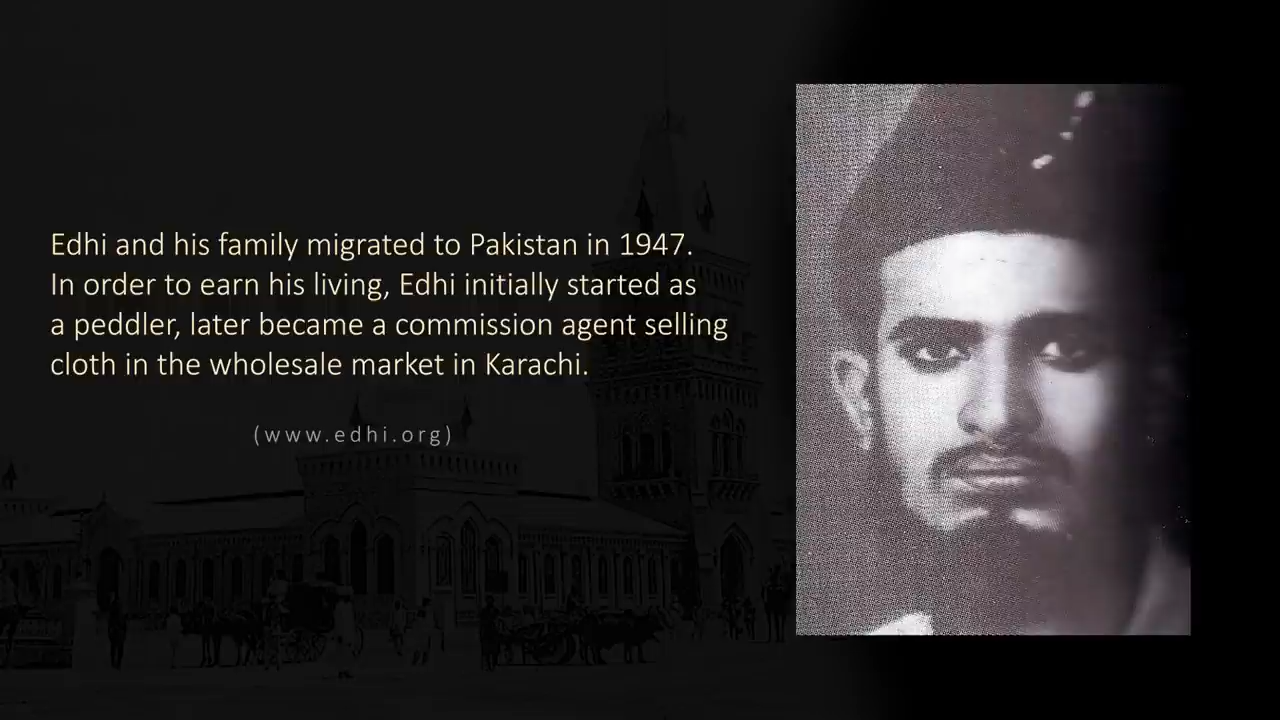 Edhi and his family migrated to Pakistan in 1947.
In order to earn his living, Edhi initially started as
a peddler, later became a commission agent selling
cloth in the wholesale market in Karachi.
(www.edhi.org)